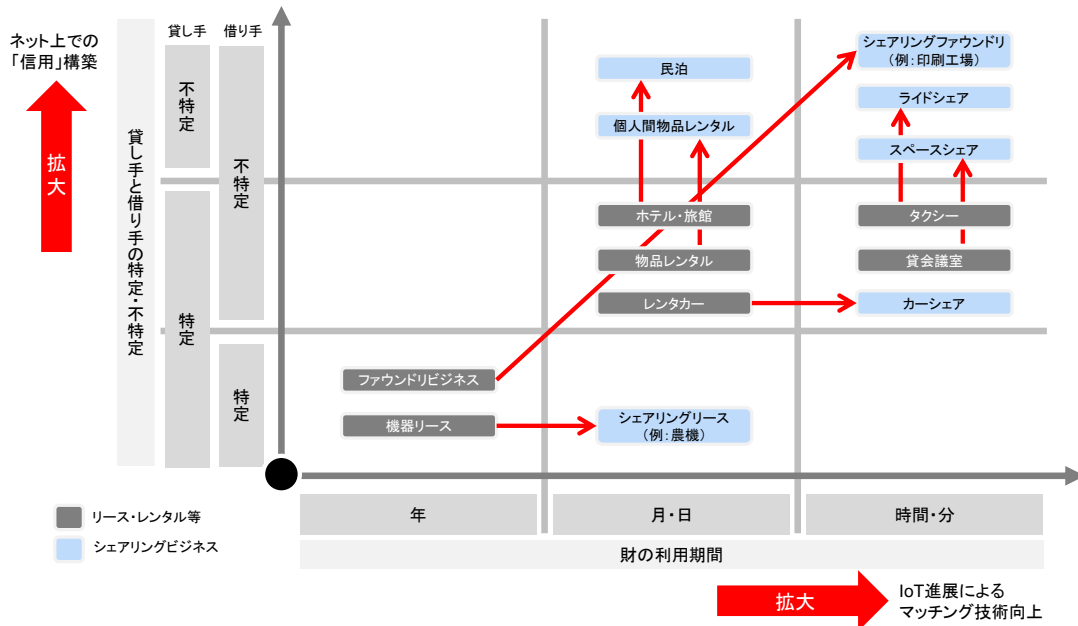 ネット上での
「信用」構築
拡大
貸し手と借り手の特定・不特定
貸し手
借り手
不特定
特定
不特定
特定
シェアリングファウンドリ
(例:印刷工場)
民泊
ライドシェア
個人間物品レンタル
スペースシェア
ホテル・旅館
タクシー
物品レンタル
貸会議室
レンタカー
カーシェア
ファウンドリビジネス
機器リース
シェアリングリース
(例:農機)
年
月・日
時間・分
財の利用期間
リース・レンタル等
シェアリングビジネス
拡大
IoT進展による
マッチング技術向上